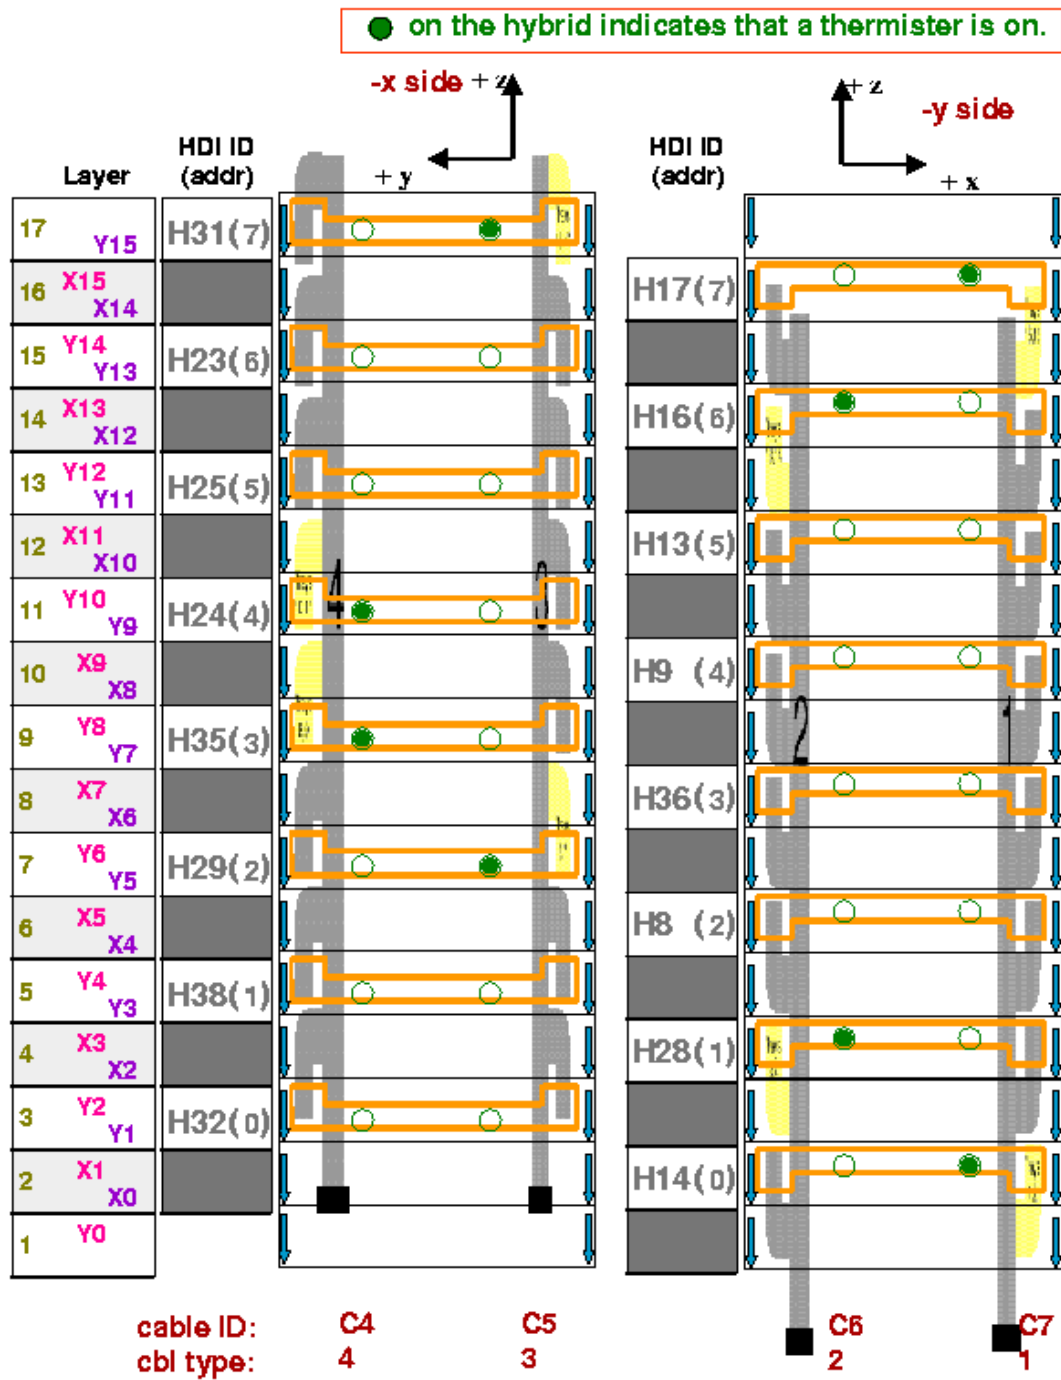 on the hybrid indicates that a thermister is on.
-x side
+ z
+ y
+ z
-y side
+ x
Layer
HDI ID
(addr)
HDI ID
(addr)
17 Y15 H31(7)
16 X15 X14
H17(7)
15 Y14 Y13 H23(6)
14 X13 X12
H16(6)
13 Y12 Y11 H25(5)
12 X11 X10
H13(5)
11 Y10 Y9 H24(4)
4
3
10 X9 X8
H9 (4)
9 Y8 Y7 H35(3)
2
1
8 X7 X6
H36(3)
7 Y6 Y5 H29(2)
6 X5 X4
H8 (2)
5 Y4 Y3 H38(1)
4 X3 X2
H28(1)
3 Y2 Y1 H32(0)
2 X1 X0
H14(0)
1 Y0
cable ID: C4 C5 C6 C7
cbl type: 4 3 2 1